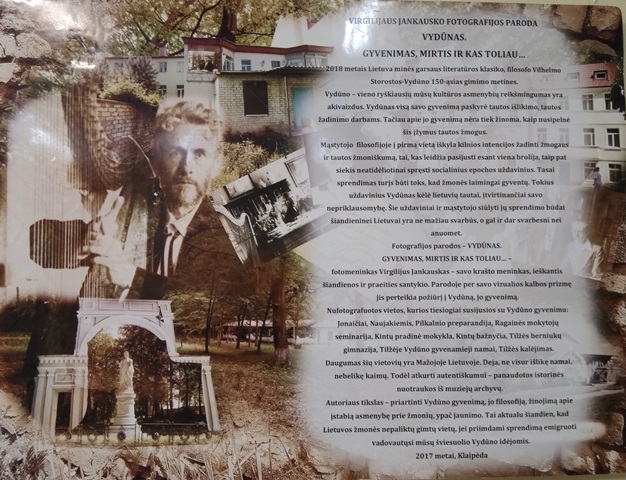 VIRGILIJAUS JANKAUSKO FOTOGRAFIJOS PARODA
VYDŪNAS.
GYVENIMAS, MIRTIS IR KAS TOLIAU...
2018 metais Lietuva minės garsaus literatūros klasiko, filosofo Vilhelmo
Storostos-Vydūno 150-ąsias gimimo metines.
Vydūno – vieno ryškiausių mūsų kultūros asmenybių reikšmingumas yra
akivaizdus. Vydūnas visą savo gyvenimą paskyrė tautos išlikimo, tautos
žadinimo darbams. Tačiau apie jo gyvenimą nėra tiek žinoma, kaip nusipelnė
šis įžymus tautos žmogus.
Mąstytojo filosofijoje į pirmą vietą iškyla kilnios intencijos žadinti žmogaus
ir tautos žmoniškumą, tai, kas leidžia pasijusti esant viena brolija, taip pat
siekis neatidėliotinai spręsti socialinius epochos uždavinius. Tasai
sprendimas turįs būti toks, kad žmonės laimingai gyventų. Tokius
uždavinius Vydūnas kėlė lietuvių tautai, įtvirtinančiai savo
nepriklausomybę. Šie uždaviniai ir mąstytojo siūlyti jų sprendimo būdai
šiandieninei Lietuvai yra ne mažiau svarbūs, o gal ir dar svarbesni nei
anuomet.
Fotografijos parodos – VYDŪNAS.
GYVENIMAS, MIRTIS IR KAS TOLIAU... –
fotomeninkas Virgilijus Jankauskas – savo krašto meninkas, ieškantis
šiandienos ir praeities santykio. Parodoje per savo vizualios kalbos prizmę
jis perteikia požiūrį į Vydūną, jo gyvenimą.
Nufotografuotos vietos, kurios tiesiogiai susijusios su Vydūno gyvenimu:
Jonaičiai, Naujakiemis, Pilkalnio preparandija, Ragainės mokytojų
seminarija, Kintų pradinė mokykla, Kintų bažnyčia, Tilžės berniukų
gimnazija, Tilžėje Vydūno gyvenamieji namai, Tilžės kalėjimas.
Daugumas šių vietovių yra Mažojoje Lietuvoje. Deja, ne visur išlikę namai,
nebelikę kaimų. Todėl atkurti autentiškumui – panaudotos istorinės
nuotraukos iš muziejų archyvų.
Autoriaus tikslas – priartinti Vydūno gyvenimą, jo filosofiją, žinojimą apie
įstabią asmenybę prie žmonių, ypač jaunimo. Tai aktualu šiandien, kad
Lietuvos žmonės nepaliktų gimtų vietų, jei priimdami sprendimą emigruoti
vadovautųsi mūsų šviesuolio Vydūno idėjomis.
2017 metai, Klaipėda